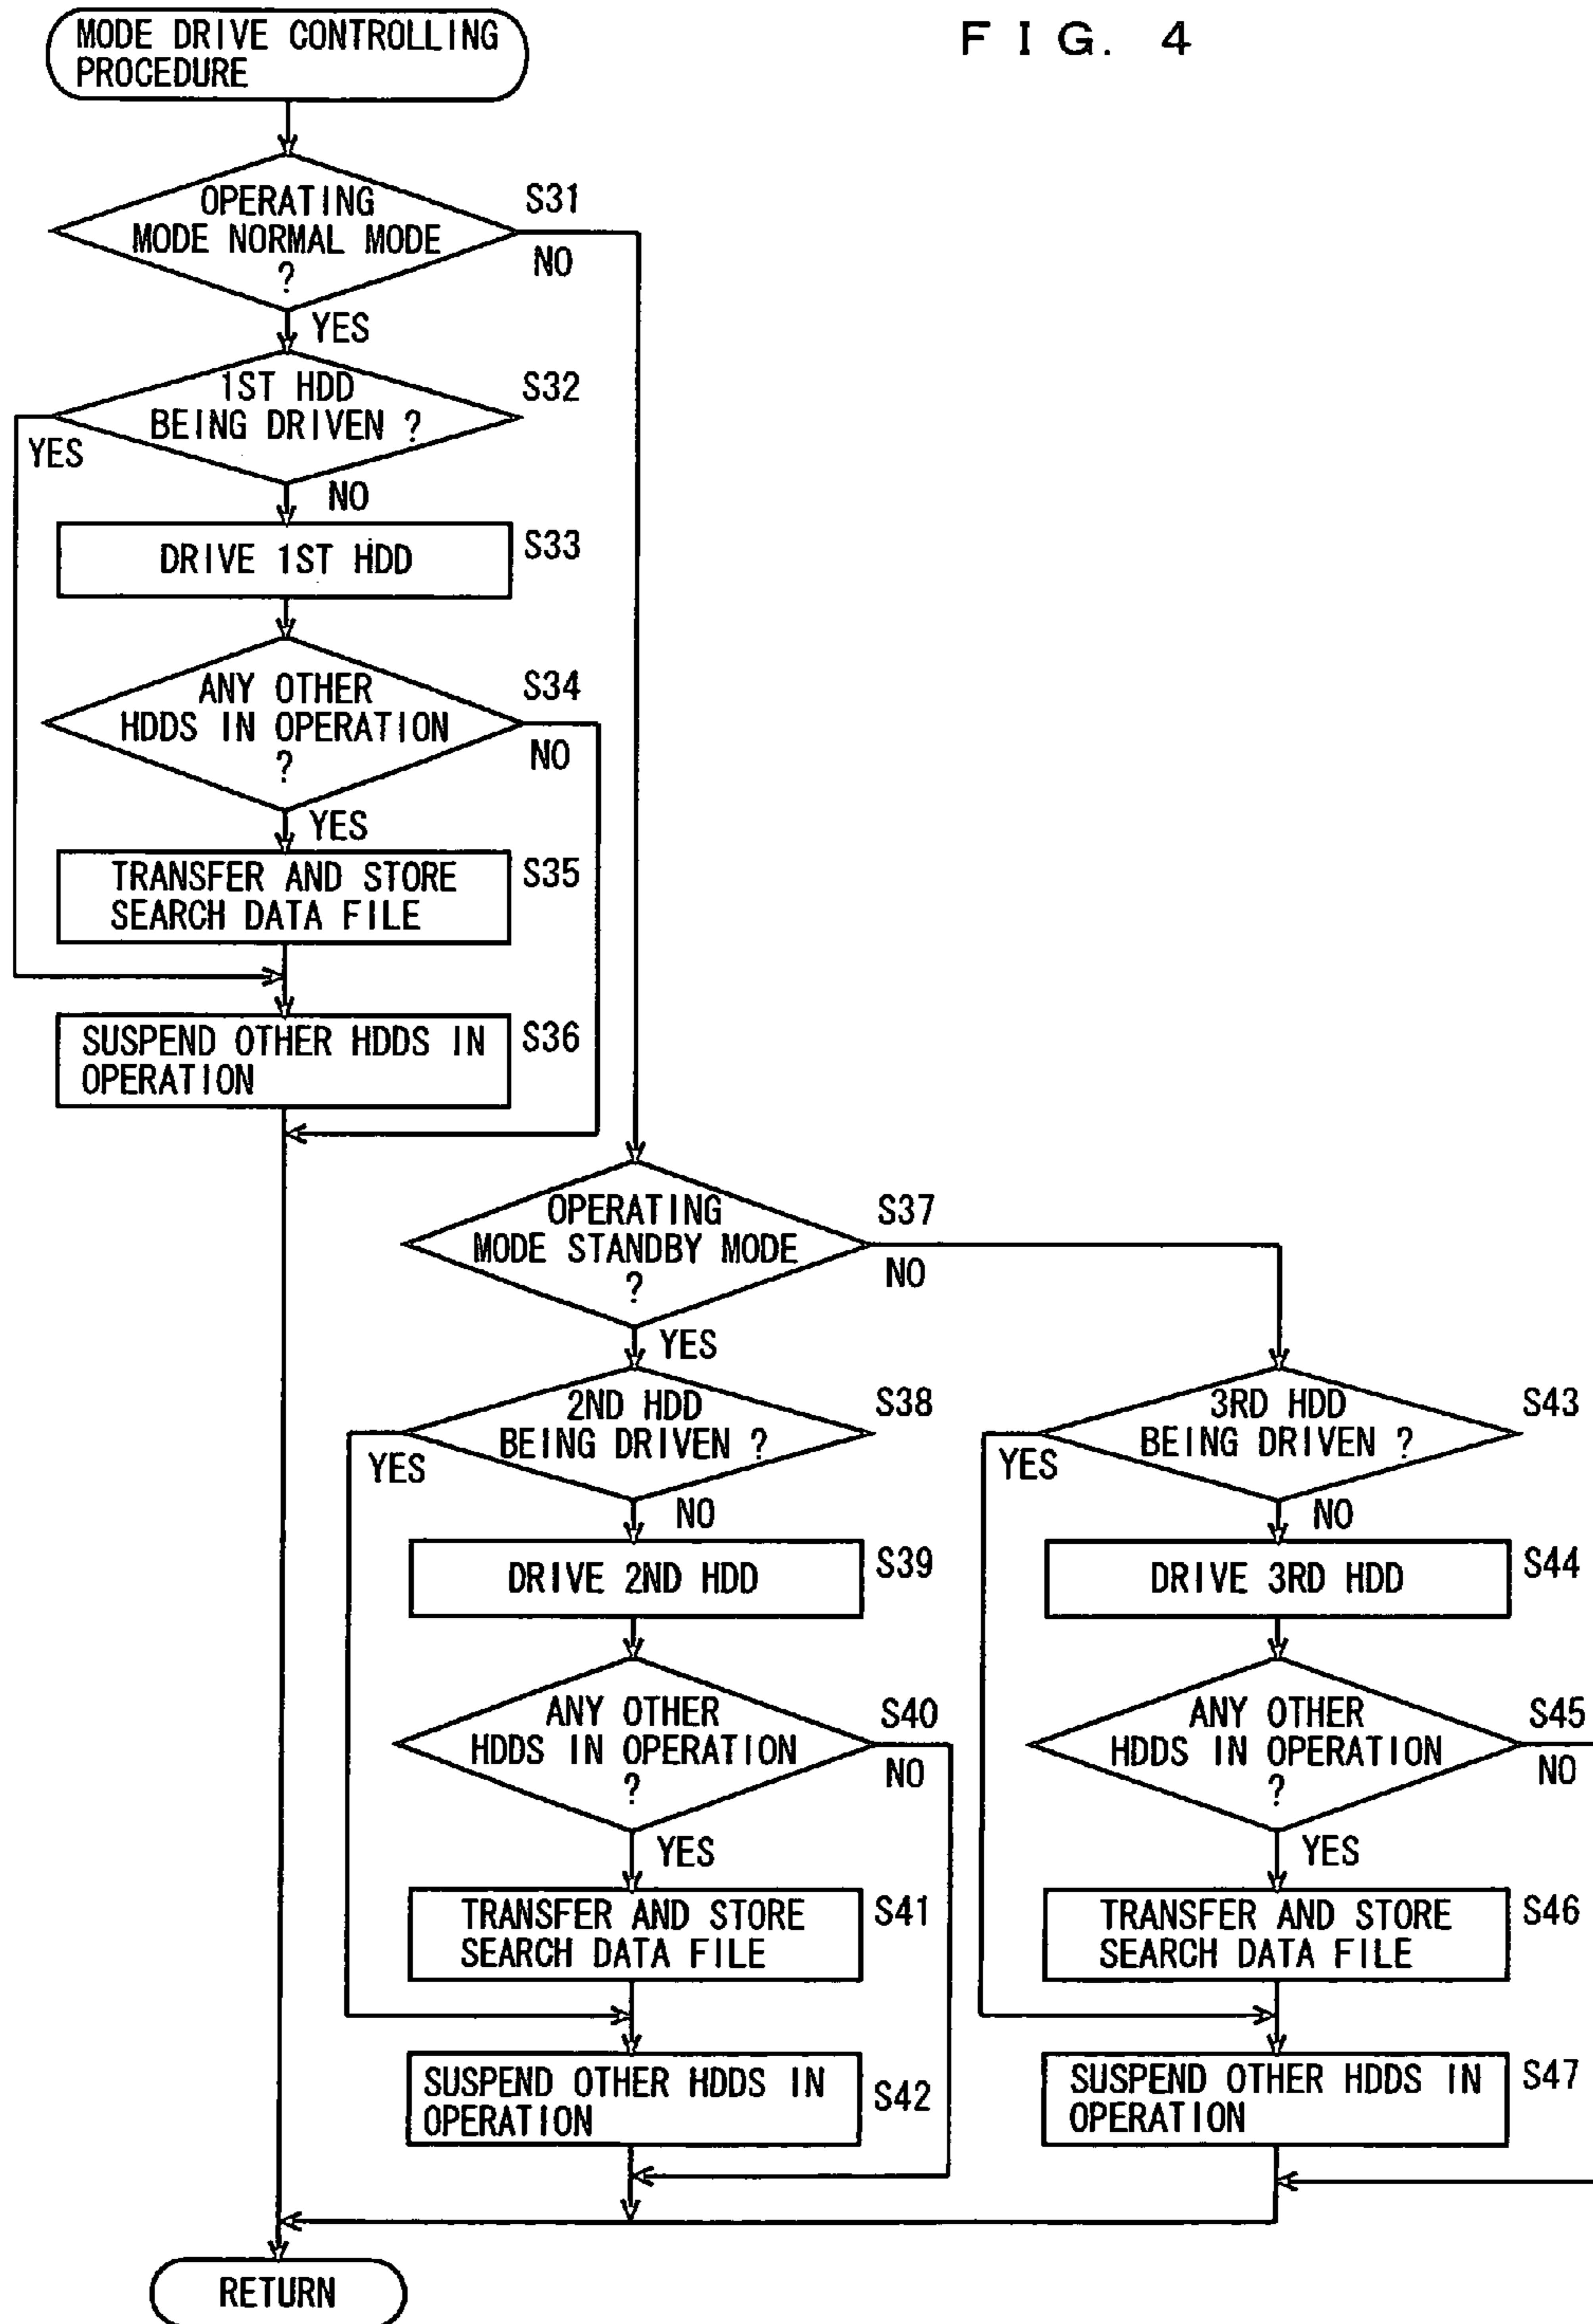 FIG. 4
MODE DRIVE CONTROLLING
PROCEDURE
OPERATING
MODE NORMAL MODE
?
S31
NO
YES
1ST HDD
BEING DRIVEN ?
S32
YES
NO
DRIVE 1ST HDD
S33
ANY OTHER
HDDS IN OPERATION
?
S34
NO
YES
TRANSFER AND STORE
SEARCH DATA FILE
S35
SUSPEND OTHER HDDS IN
OPERATION
S36
OPERATING
MODE STANDBY MODE
?
S37
NO
YES
2ND HDD
BEING DRIVEN ?
S38
YES
NO
DRIVE 2ND HDD
S39
ANY OTHER
HDDS IN OPERATION
?
S40
NO
YES
TRANSFER AND STORE
SEARCH DATA FILE
S41
SUSPEND OTHER HDDS IN
OPERATION
S42
3RD HDD
BEING DRIVEN ?
S43
YES
NO
DRIVE 3RD HDD
S44
ANY OTHER
HDDS IN OPERATION
?
S45
NO
YES
TRANSFER AND STORE
SEARCH DATA FILE
S46
SUSPEND OTHER HDDS IN
OPERATION
S47
RETURN